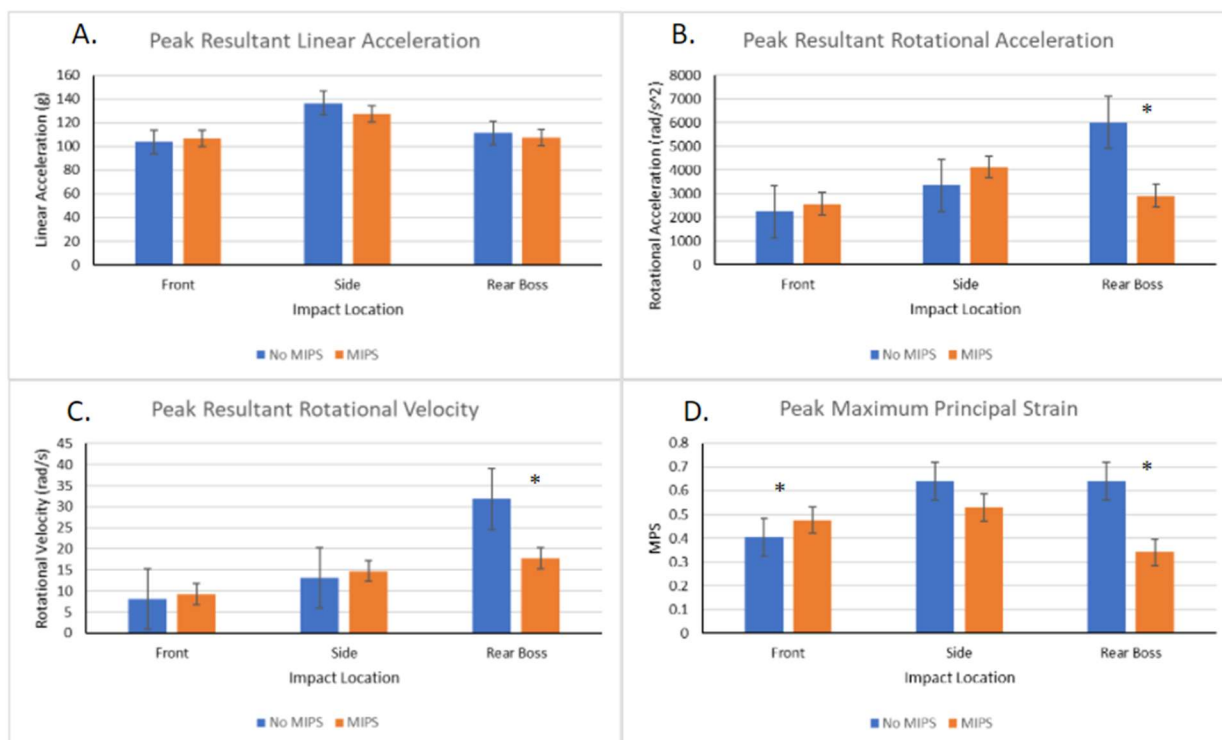 A.
Peak Resultant Linear Acceleration
Linear Acceleration (g)
160
140
120
100
80
60
40
20
0
Front Side Rear Boss
Impact Location
No MIPS MIPS
B.
Peak Resultant Rotational Acceleration
Rotational Acceleration (rad/s^2)
8000
7000
6000
5000
4000
3000
2000
1000
0
*
Front Side Rear Boss
Impact Location
No MIPS MIPS
C.
Peak Resultant Rotational Velocity
Rotational Velocity (rad/s)
45
40
35
30
25
20
15
10
5
0
*
Front Side Rear Boss
Impact Location
No MIPS MIPS
D.
Peak Maximum Principal Strain
MPS
0.8
0.7
0.6
0.5
0.4
0.3
0.2
0.1
0
* *
Front Side Rear Boss
Impact Location
No MIPS MIPS